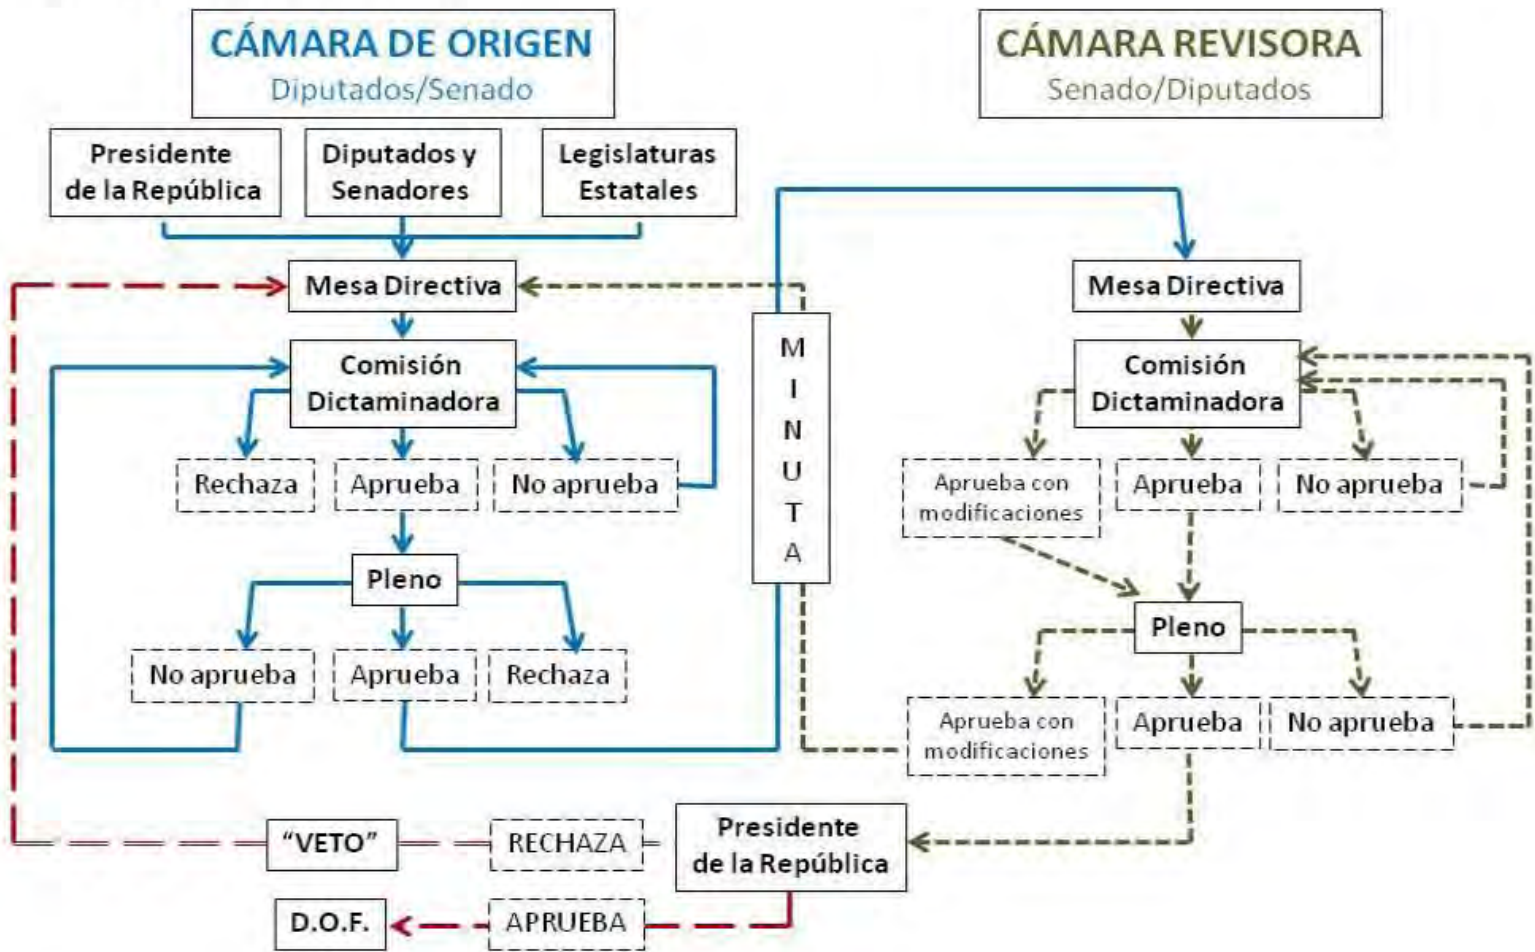 CÁMARA DE ORIGEN
Diputados/Senado
CÁMARA REVISORA
Senado/Diputados
Presidente
de la República
Diputados y
Senadores
Legislaturas
Estatales
Mesa Directiva
Comisión
Dictaminadora
Rechaza
Aprueba
No aprueba
Pleno
No aprueba
Aprueba
Rechaza
M
I
N
U
T
A
Mesa Directiva
Comisión
Dictaminadora
Aprueba con
modificaciones
Aprueba
No aprueba
Pleno
Aprueba con
modificaciones
Aprueba
No aprueba
Presidente
de la República
RECHAZA
“VETO”
APRUEBA
D.O.F.